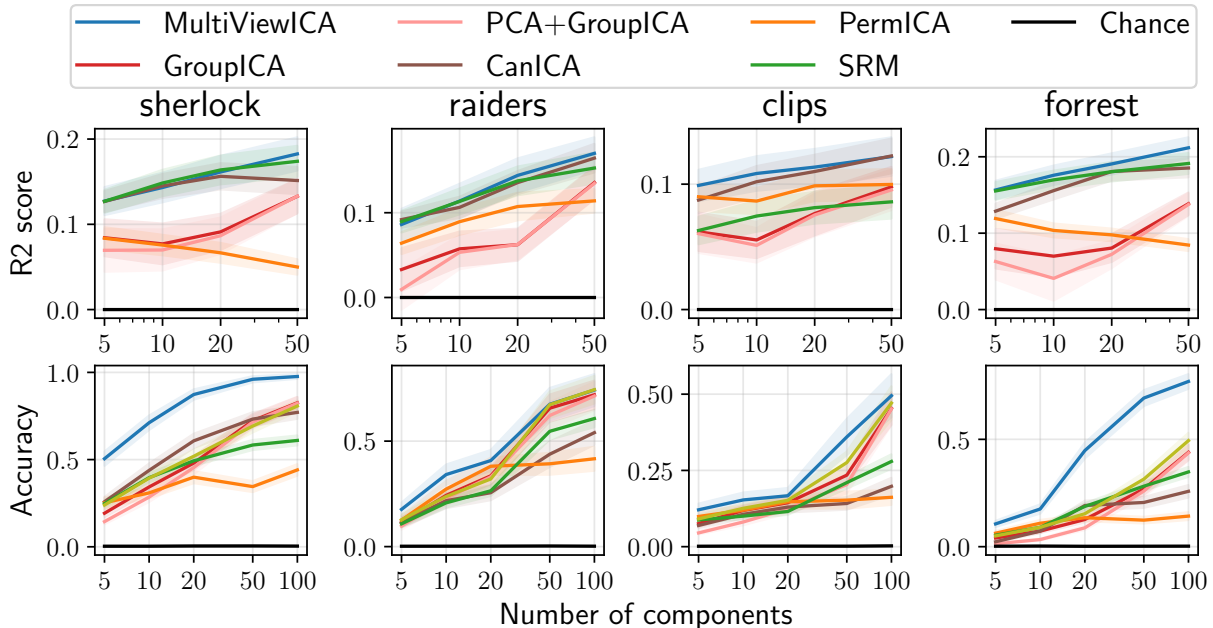 MultiViewICA PCA+GroupICA PermICA Chance
GroupICA CanICA SRM
sherlock raiders clips forrest
R2 score
0.2
0.1
0.0
5 10 20 50
0.1
0.0
5 10 20 50
0.1
0.0
5 10 20 50
0.2
0.1
0.0
5 10 20 50
Accuracy
1.0
0.5
0.0
5 10 20 50 100
0.5
0.0
5 10 20 50 100
0.50
0.25
0.00
5 10 20 50 100
0.5
0.0
5 10 20 50 100
Number of components